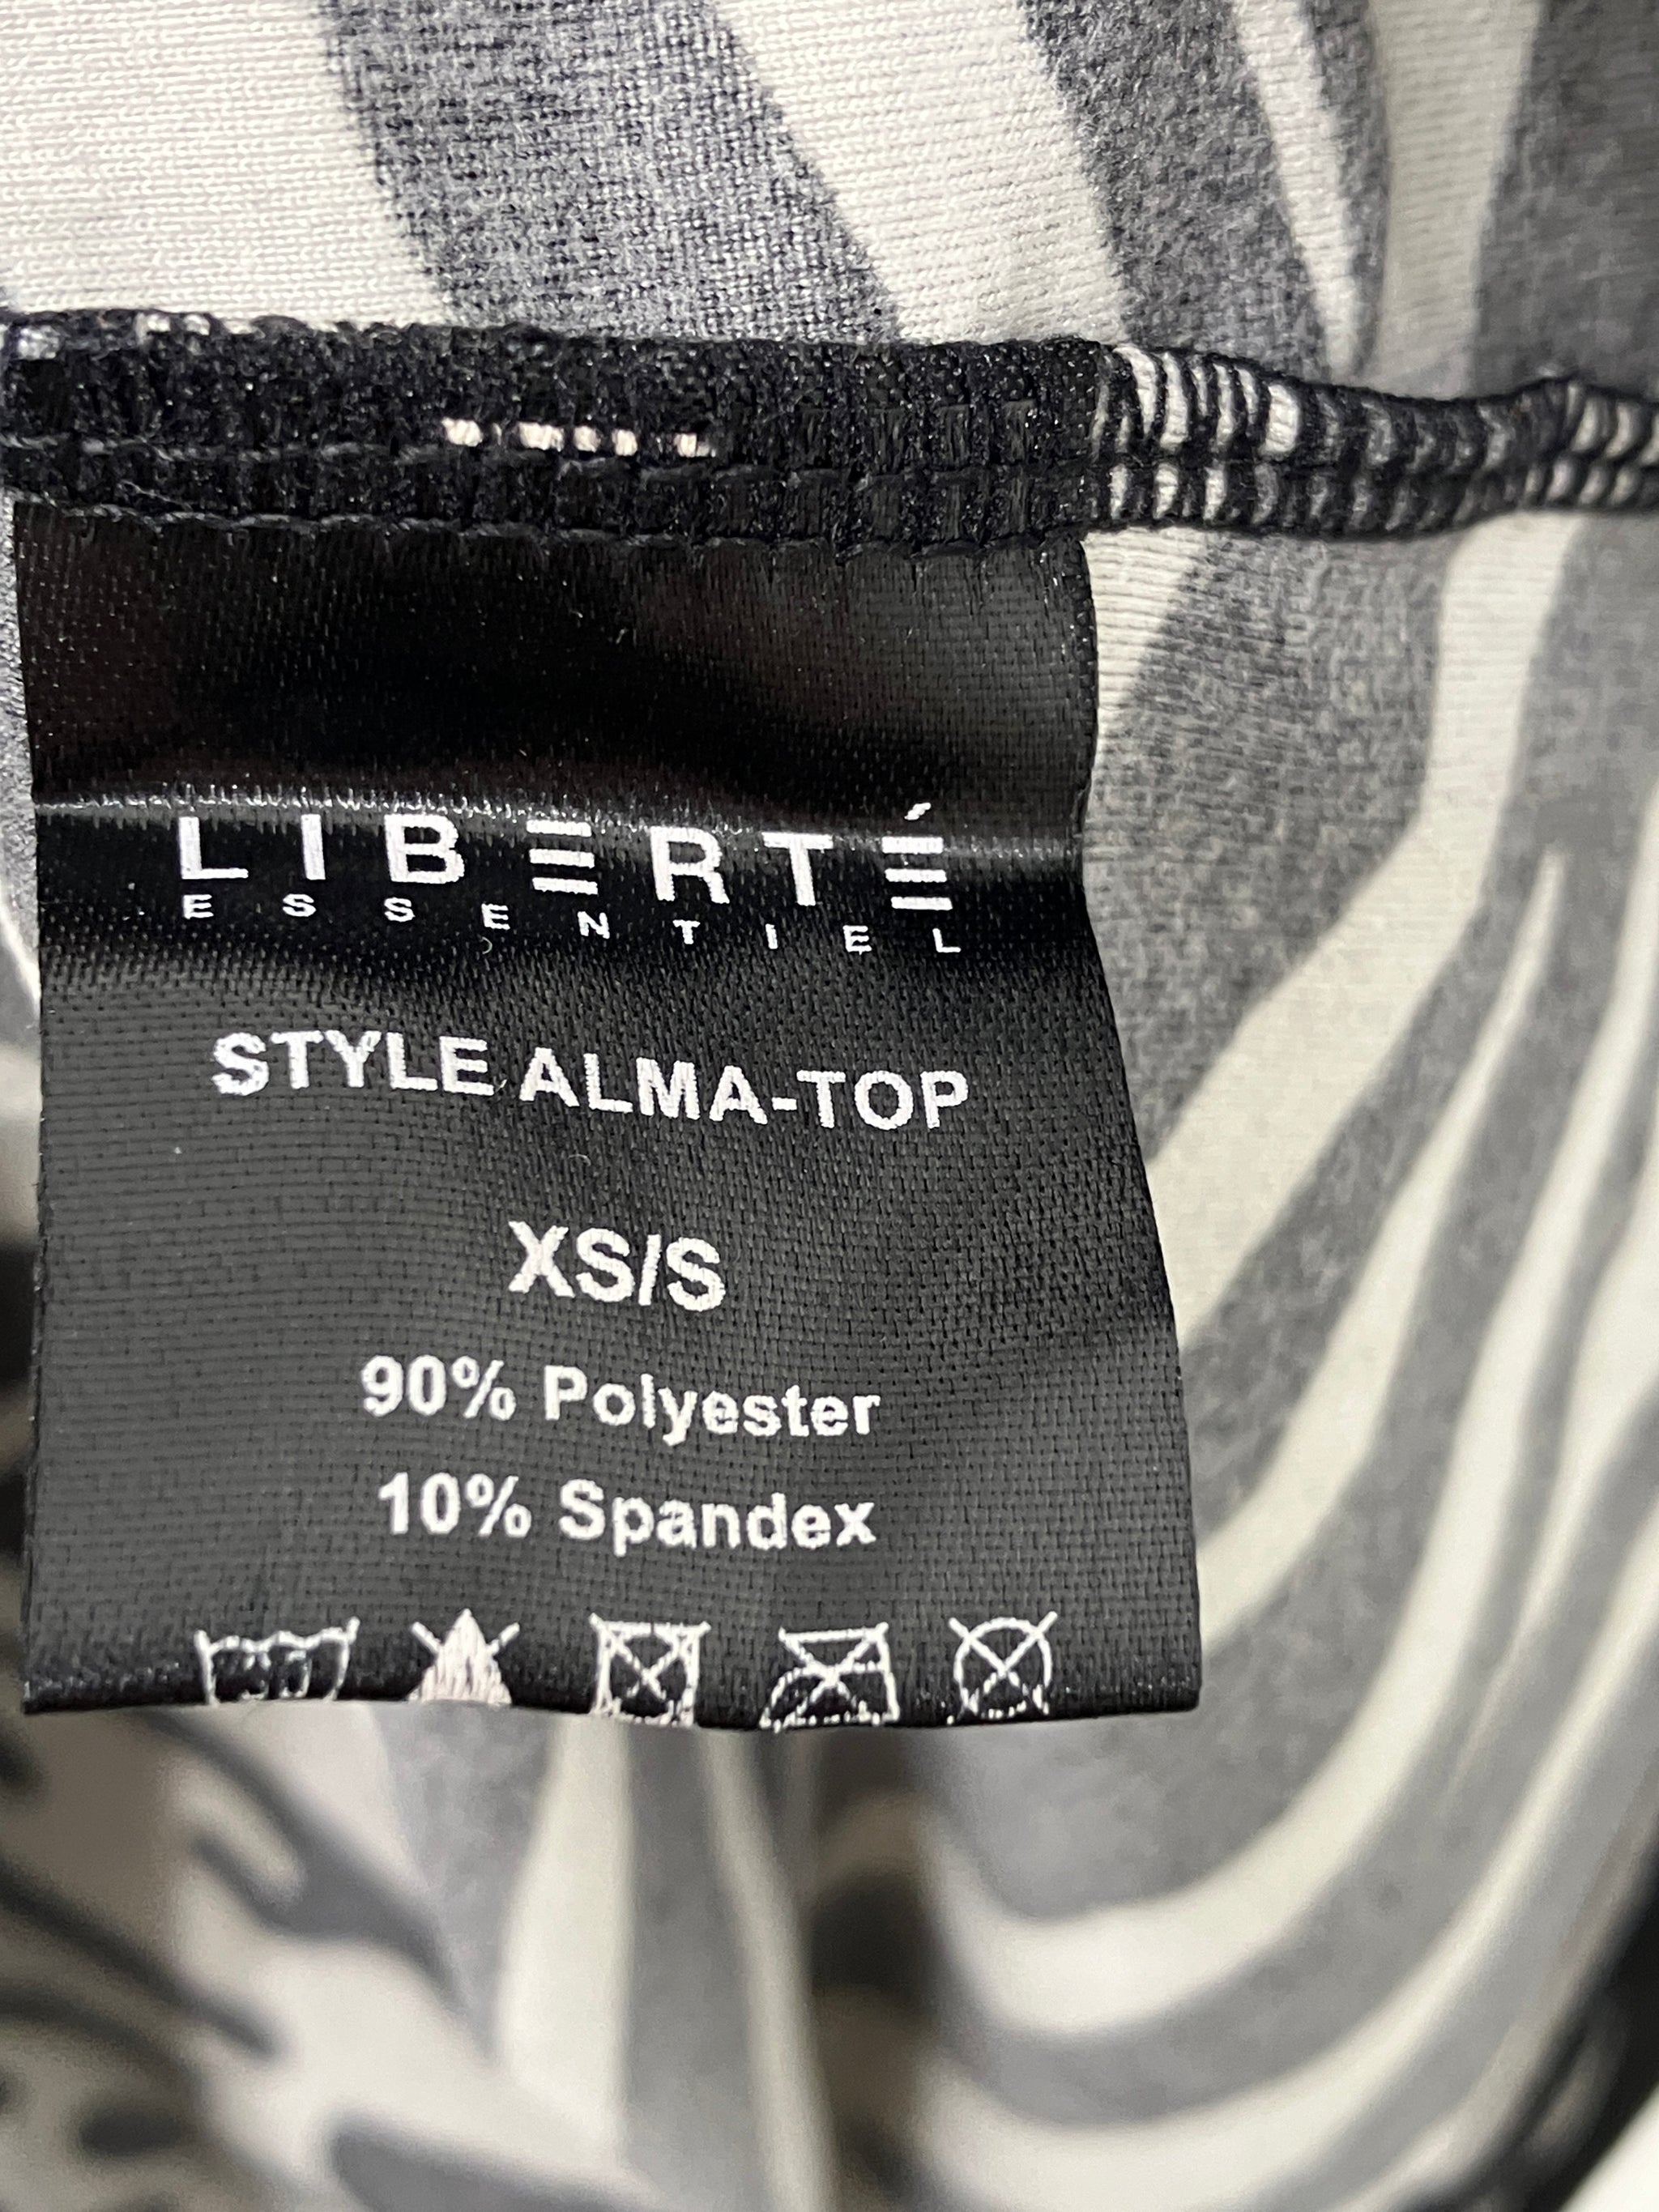 LIBERTÉ
ESSENTIEL
STYLE ALMA-TOP
XS/S
90% Polyester
10% Spandex